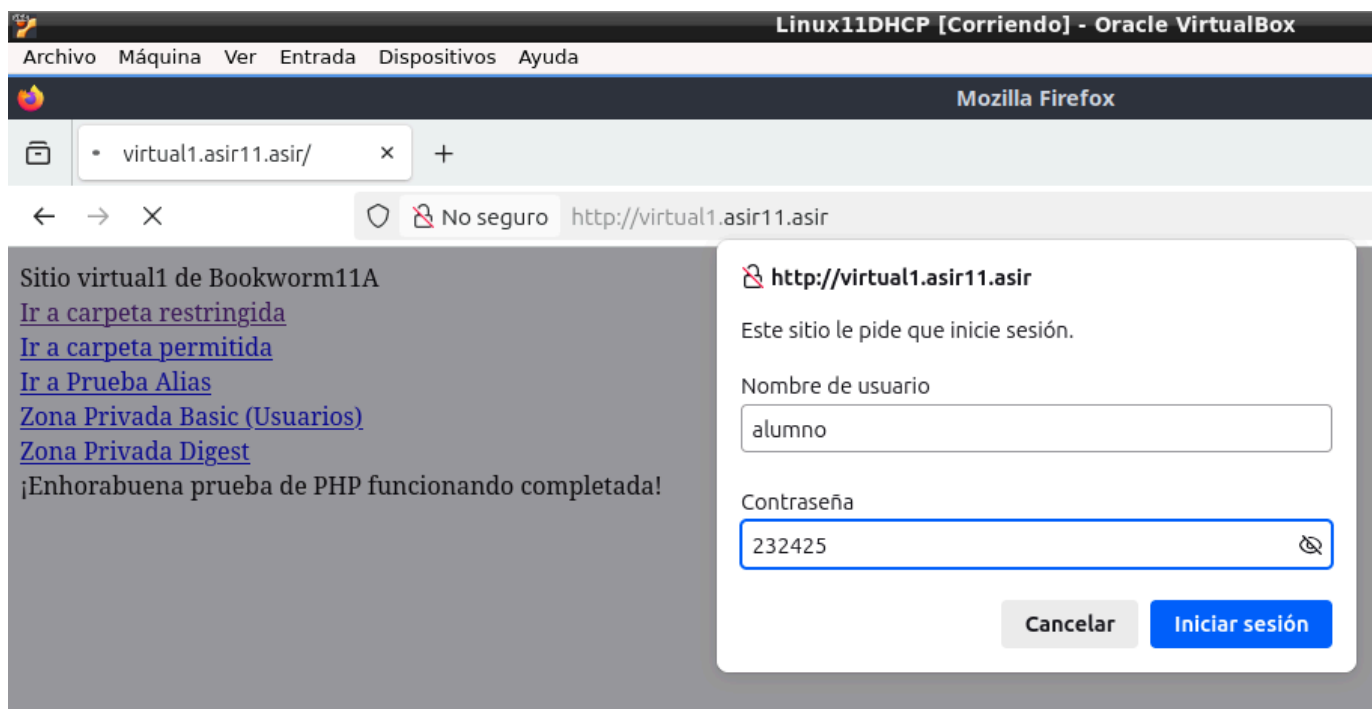 Linux11DHCP [Corriendo] - Oracle VirtualBox
Archivo Máquina Ver Entrada Dispositivos Ayuda
Mozilla Firefox
virtual1.asir11.asir/
No seguro http://virtual1.asir11.asir
Sitio virtual1 de Bookworm11A
Ir a carpeta restringida
Ir a carpeta permitida
Ir a Prueba Alias
Zona Privada Basic (Usuarios)
Zona Privada Digest
¡Enhorabuena prueba de PHP funcionando completada!
http://virtual1.asir11.asir
Este sitio le pide que inicie sesión.
Nombre de usuario
alumno
Contraseña
232425
Cancelar Iniciar sesión